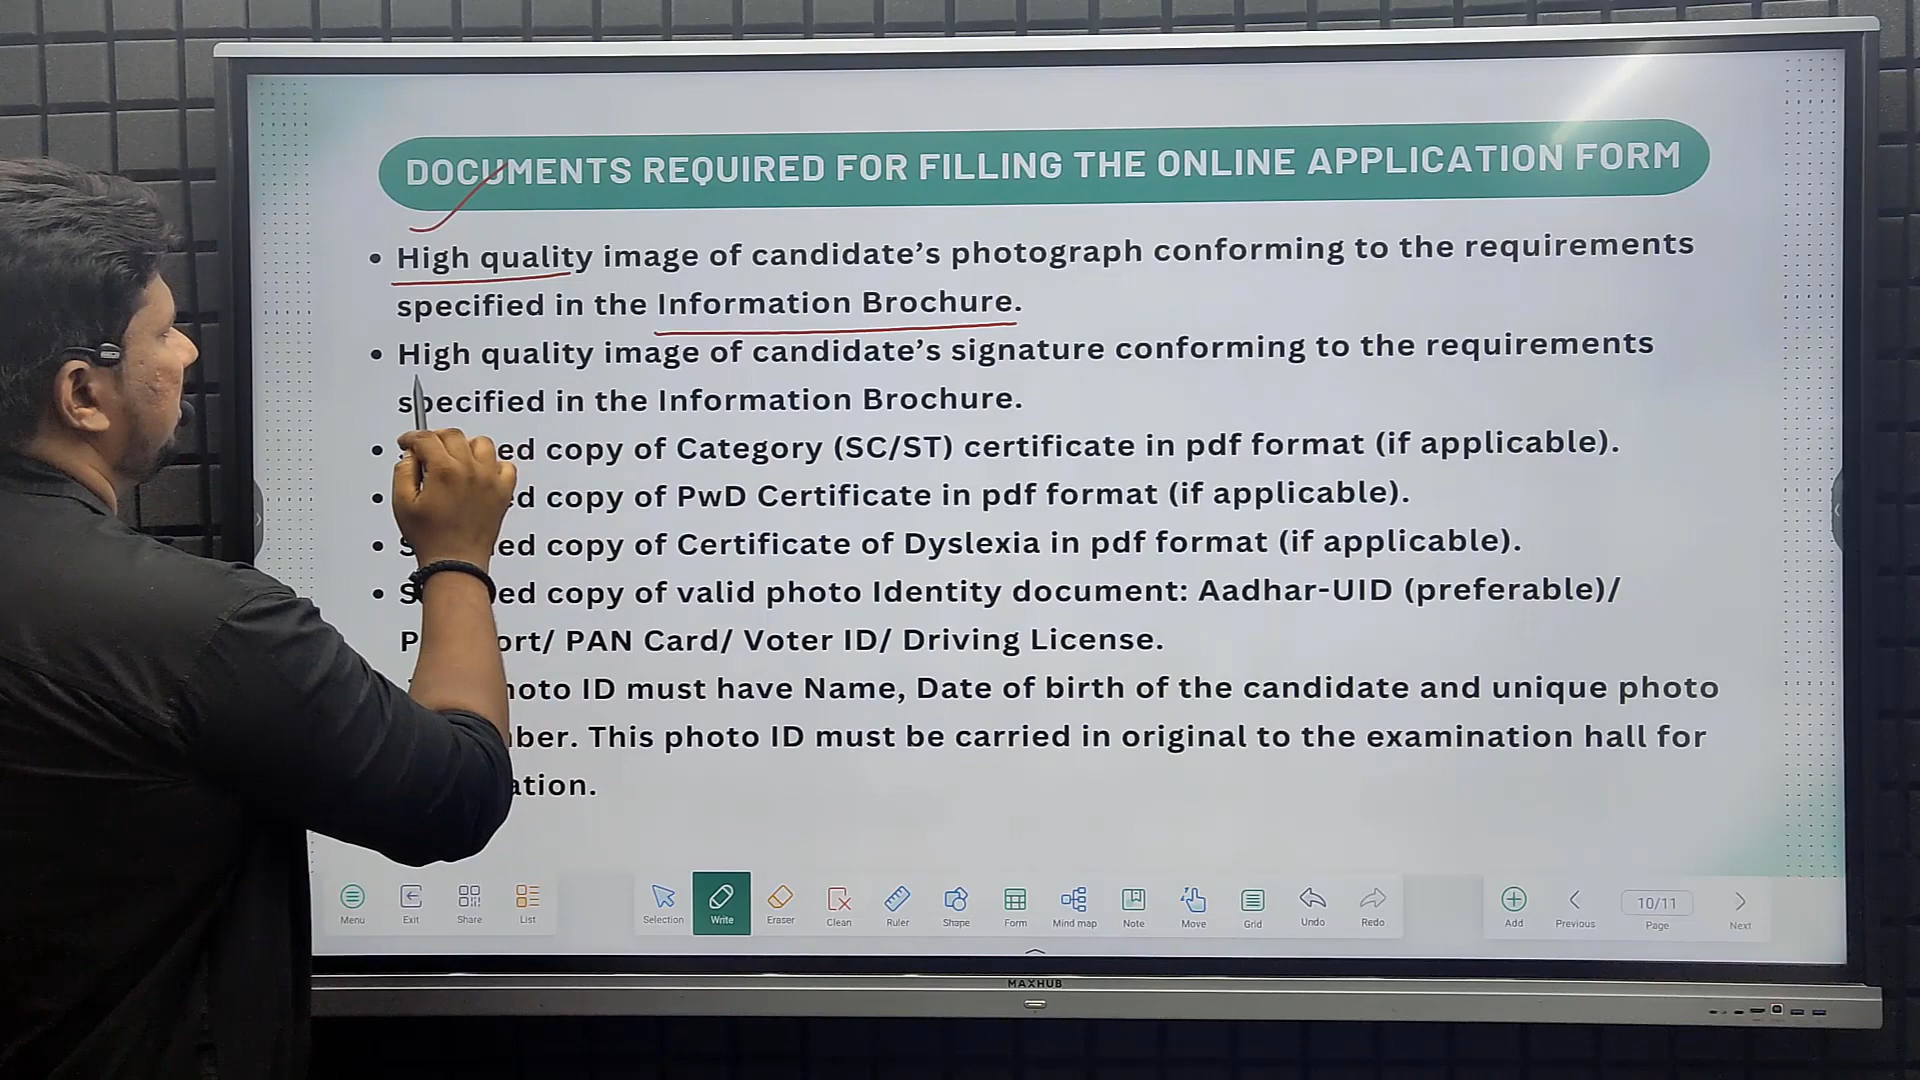 DOCUMENTS REQUIRED FOR FILLING THE ONLINE APPLICATION FORM
• High quality image of candidate's photograph conforming to the requirements
specified in the Information Brochure.
• High quality image of candidate's signature conforming to the requirements
specified in the Information Brochure.
• ed copy of Category (SC/ST) certificate in pdf format (if applicable).
• ed copy of PwD Certificate in pdf format (if applicable).
• S ed copy of Certificate of Dyslexia in pdf format (if applicable).
• S ed copy of valid photo Identity document: Aadhar-UID (preferable)/
P ort/ PAN Card/ Voter ID/ Driving License.
hoto ID must have Name, Date of birth of the candidate and unique photo
ber. This photo ID must be carried in original to the examination hall for
ation.
Menu Exit Share List Selection Write Eraser Clean Ruler Shape Form Mind map Note Move Grid Undo Redo Add Previous 10/11 Page Next
MAXHUB